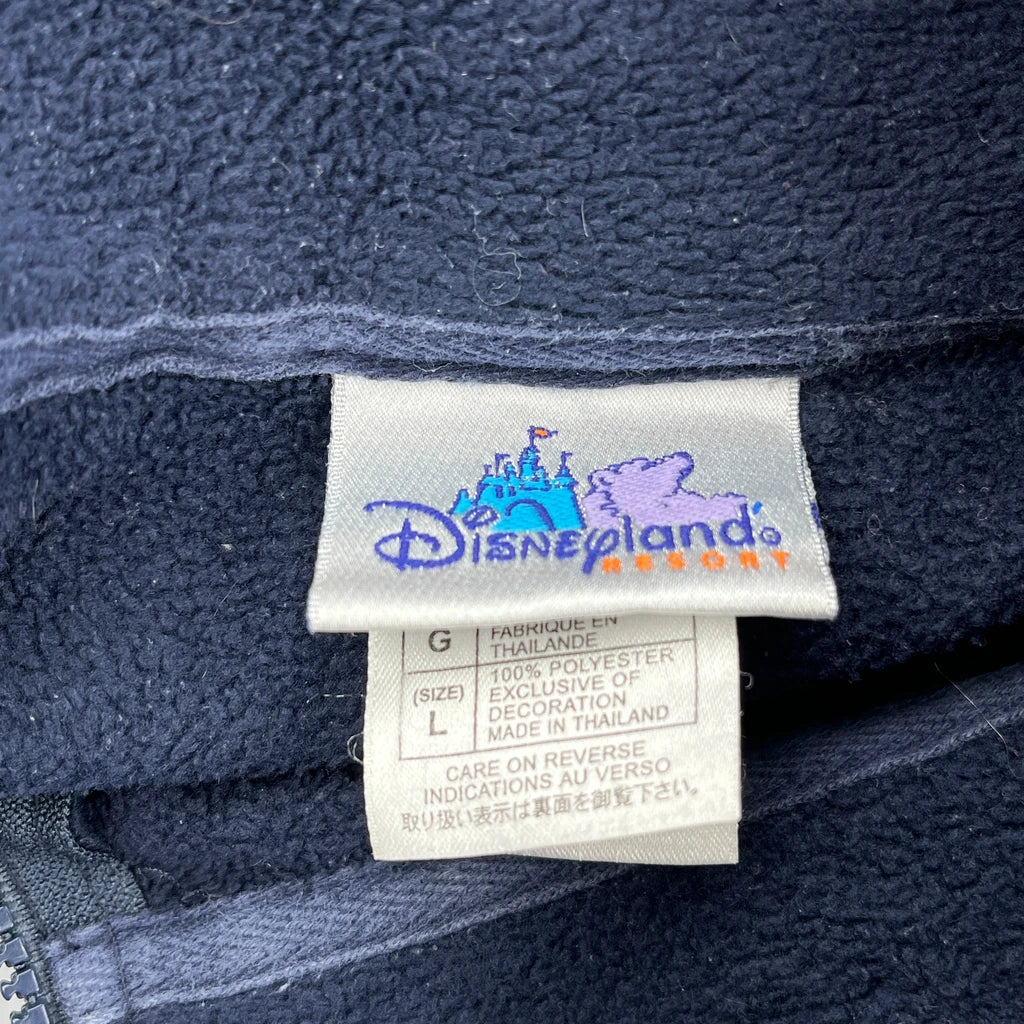 Disneyland®
RESORT
G
FABRIQUE EN
THAILANDE
(SIZE)
L
100% POLYESTER
EXCLUSIVE OF
DECORATION
MADE IN THAILAND
CARE ON REVERSE
INDICATIONS AU VERSO
取り扱い表示は裏面を御覧下さい。